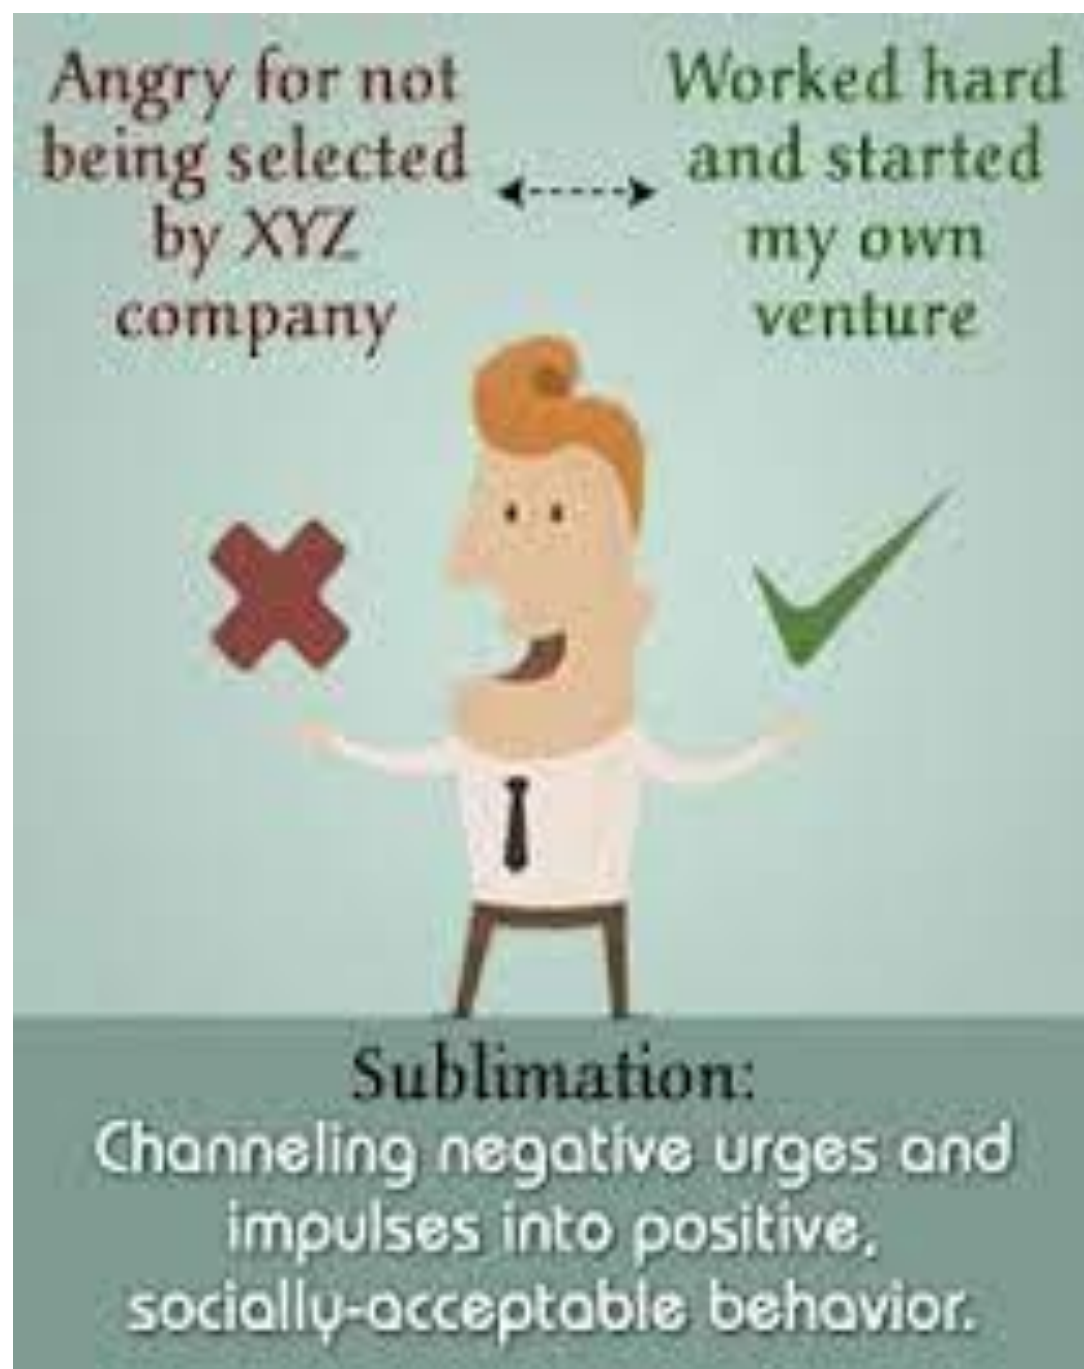 Angry for not
being selected
by XYZ
company
Worked hard
and started
my own
venture
Sublimation:
Channeling negative urges and
impulses into positive,
socially-acceptable behavior.